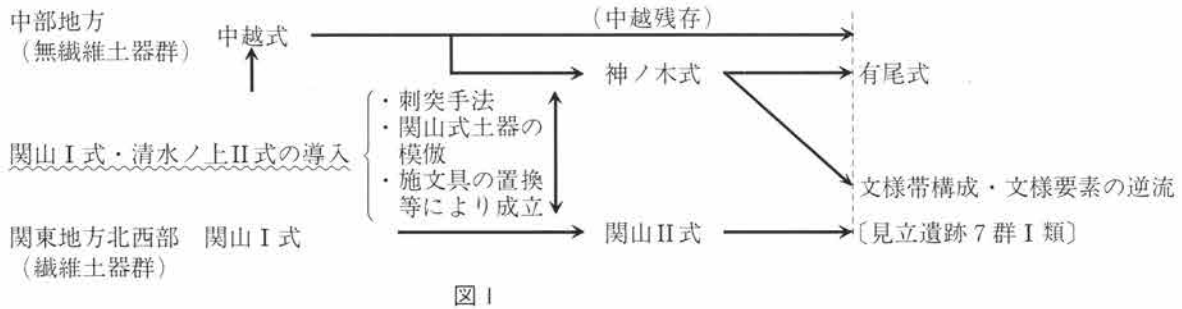 中部地方
（無繊維土器群）
中越式
（中越残存）
神ノ木式
有尾式
・刺突手法
・関山式土器の
模倣
・施文具の置換
等により成立
関山Ⅰ式・清水ノ上Ⅱ式の導入
文様帯構成・文様要素の逆流
関東地方北西部　関山Ⅰ式
（繊維土器群）
関山Ⅱ式
〔見立遺跡7群Ⅰ類〕
図1